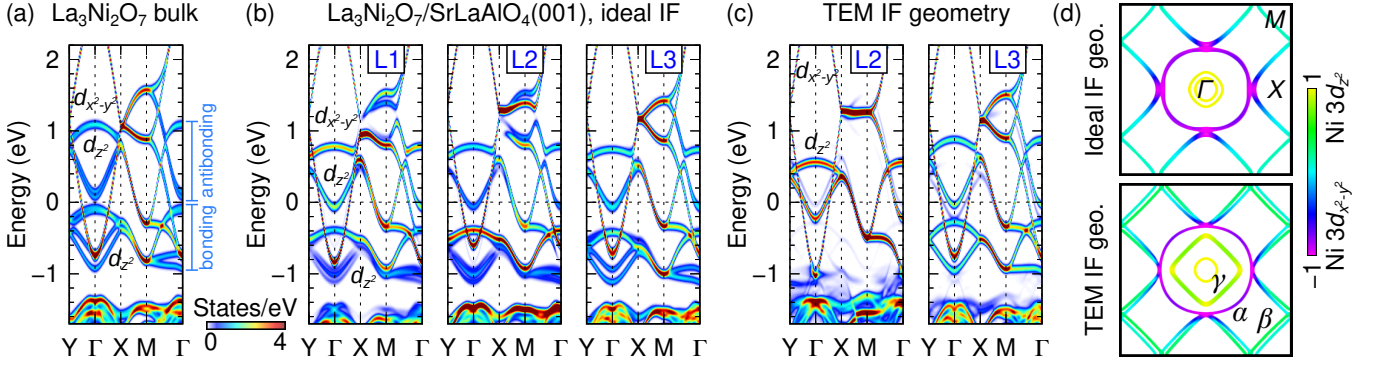 (a) La₃Ni₂O₇ bulk
(b) La₃Ni₂O₇/SrLaAlO₄(001), ideal IF
(c) TEM IF geometry
(d)
Energy (eV)
2
1
0
−1
dx²−y²
dz²
dz²
bonding antibonding
Y Γ X M Γ
States/eV
0 4
Energy (eV)
2
1
0
−1
L1
dx²−y²
dz²
dz²
Y Γ X M Γ
L2
Y Γ X M Γ
L3
Y Γ X M Γ
Energy (eV)
2
1
0
−1
L2
dx²−y²
dz²
Y Γ X M Γ
L3
Y Γ X M Γ
Ideal IF geo.
M
Γ
X
TEM IF geo.
γ
α β
−1 Ni 3dx²−y² Ni 3dz² 1